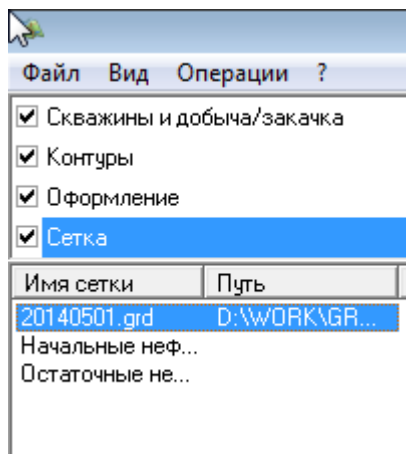 Файл Вид Операции ?
Скважины и добыча/закачка
Контуры
Оформление
Сетка
Имя сетки Путь
20140501.grd D:\WORK\GR...
Начальные неф...
Остаточные не...